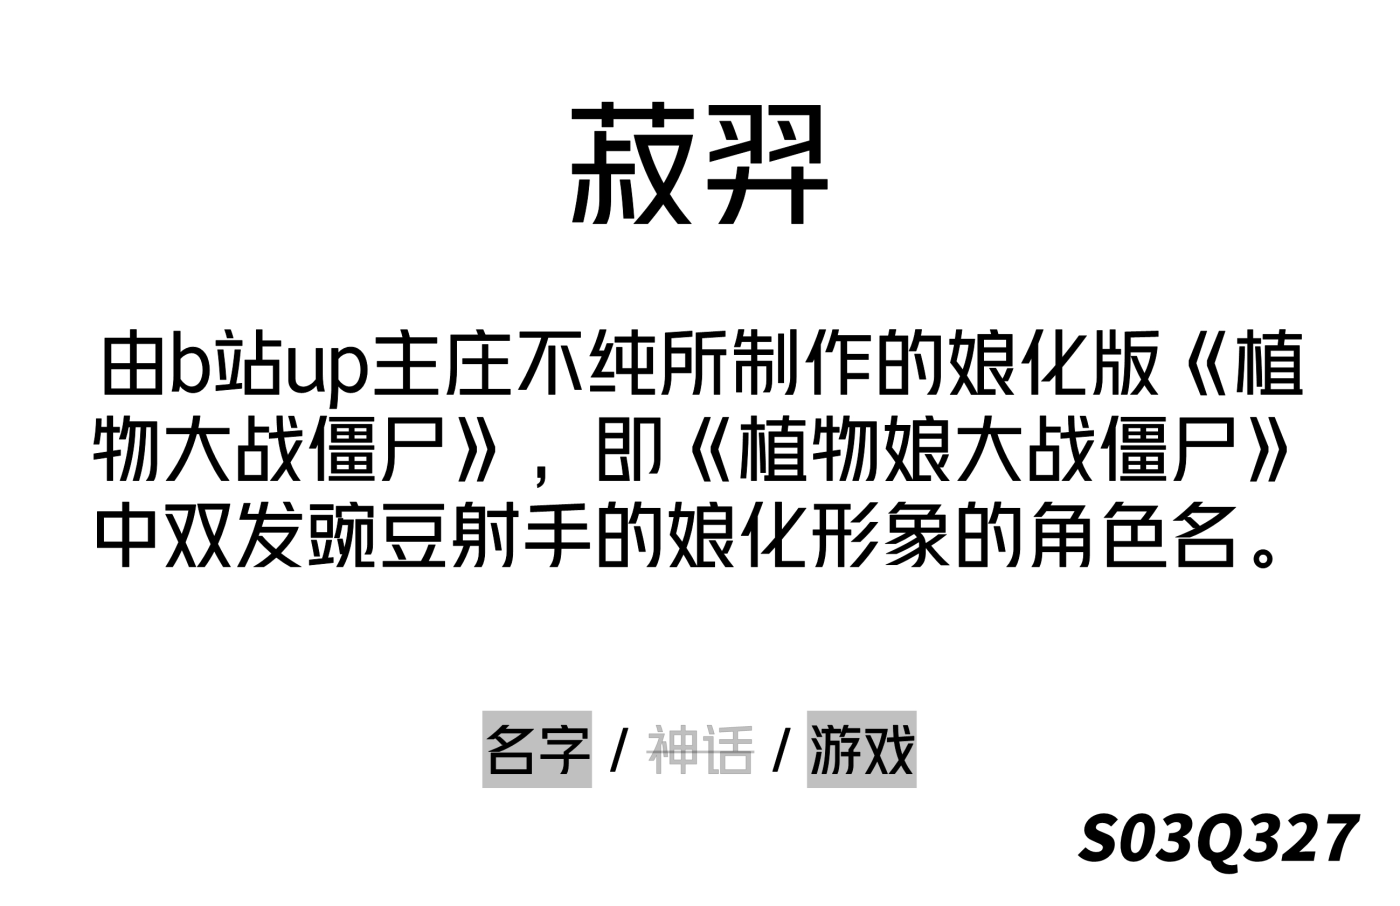 菽羿
由b站up主庄不纯所制作的娘化版《植
物大战僵尸》，即《植物娘大战僵尸》
中双发豌豆射手的娘化形象的角色名。
名字 / 神话 / 游戏
S03Q327